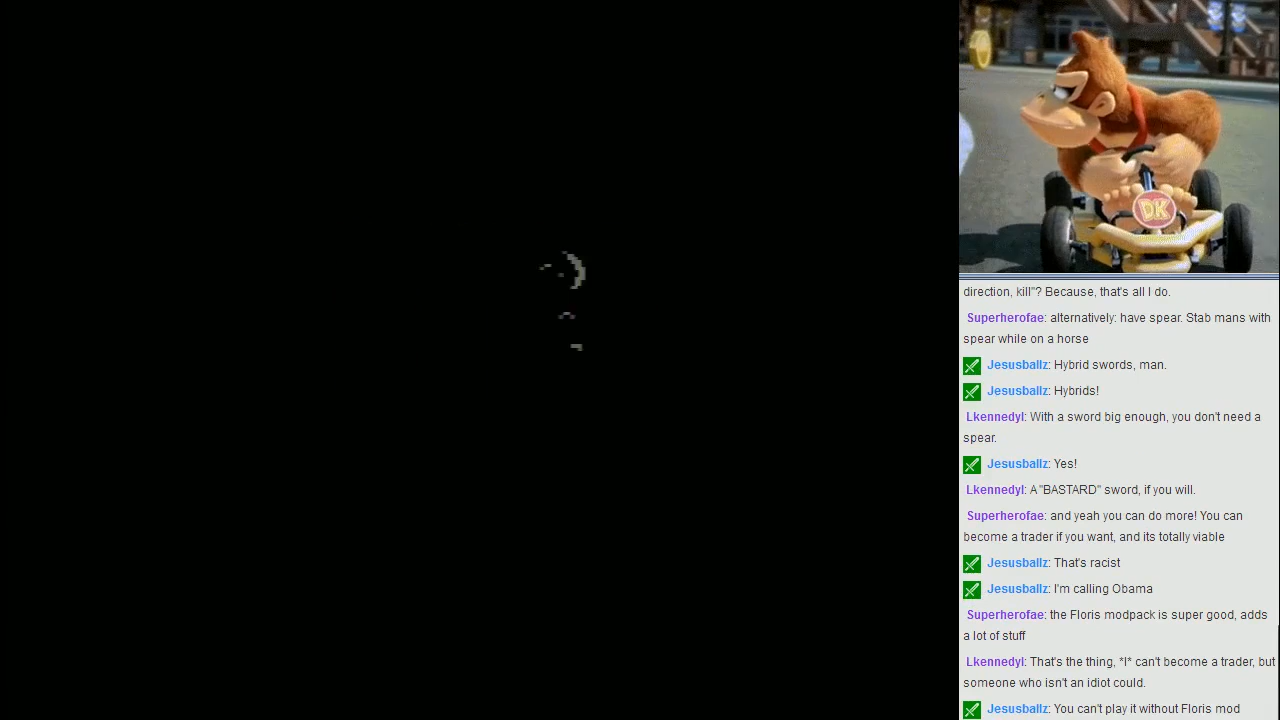 DK
direction, kill"? Because, that's all I do.
Superherofae: alternatively: have spear. Stab mans with
spear while on a horse
Jesusballz: Hybrid swords, man.
Jesusballz: Hybrids!
Lkennedyl: With a sword big enough, you don't need a
spear.
Jesusballz: Yes!
Lkennedyl: A "BASTARD" sword, if you will.
Superherofae: and yeah you can do more! You can
become a trader if you want, and its totally viable
Jesusballz: That's racist
Jesusballz: I'm calling Obama
Superherofae: the Floris modpack is super good, adds
a lot of stuff
Lkennedyl: That's the thing, *I* can't become a trader, but
someone who isn't an idiot could.
Jesusballz: You can't play it without Floris mod